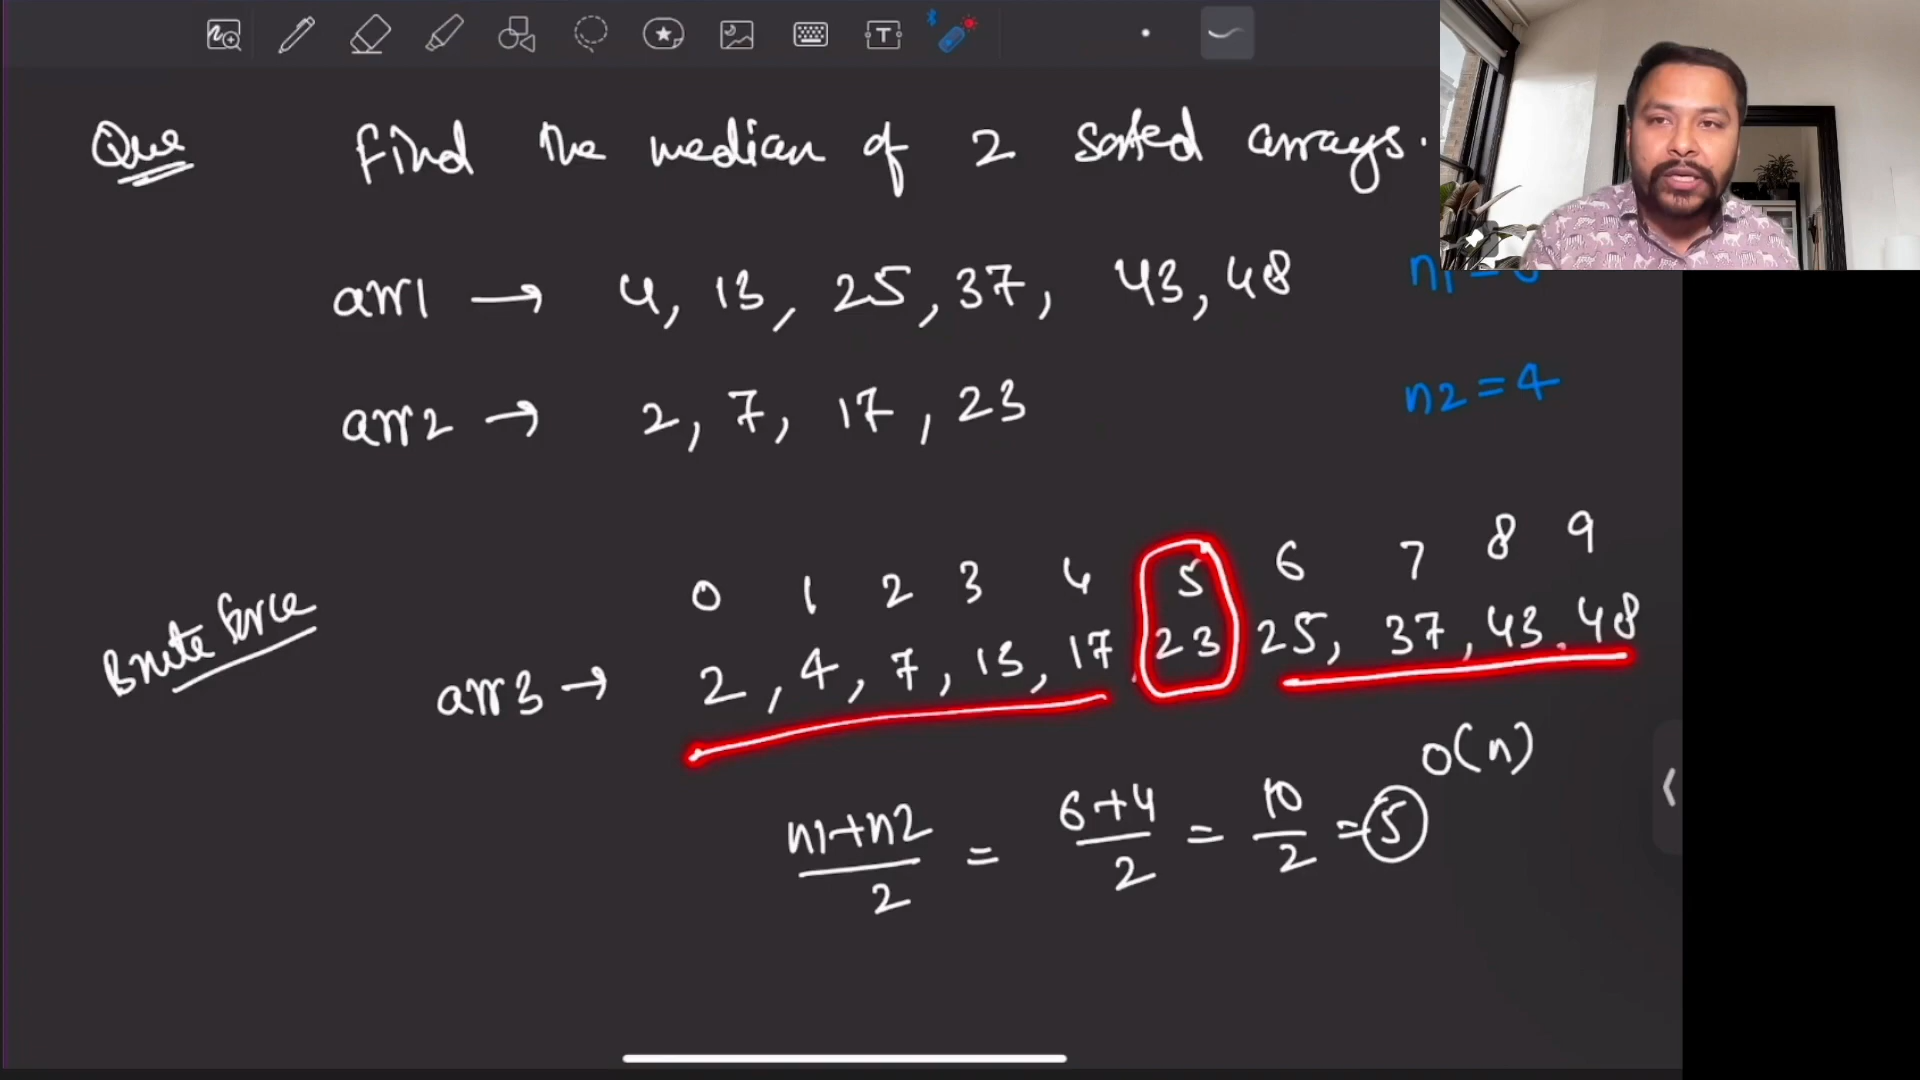 Que Find the median of 2 sorted arrays.
arr1 → 4, 13, 25, 37, 43, 48
arr2 → 2, 7, 17, 23
n2 = 4
0 1 2 3 4 5 6 7 8 9
Brute force
arr3 → 2, 4, 7, 13, 17, 23 25, 37, 43, 48
O(n)
n1+n2/2 = 6+4/2 = 10/2 = 5